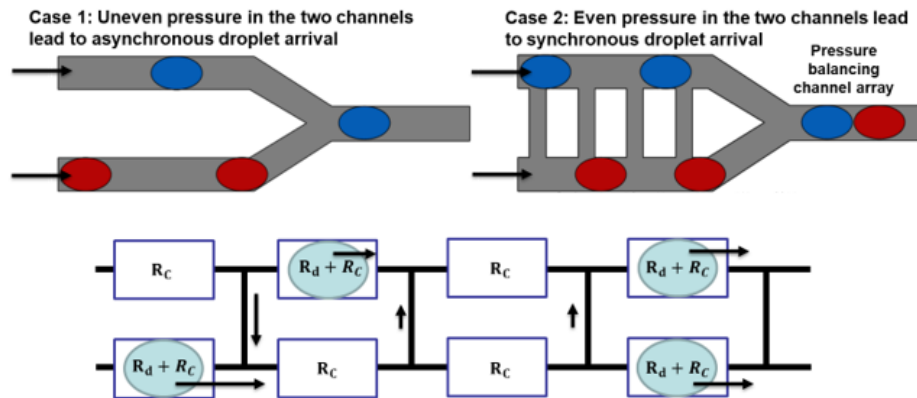 Case 1: Uneven pressure in the two channels
lead to asynchronous droplet arrival
Case 2: Even pressure in the two channels lead
to synchronous droplet arrival
Pressure
balancing
channel array
R_C
R_d + R_C
R_C
R_d + R_C
R_d + R_C
R_C
R_C
R_d + R_C